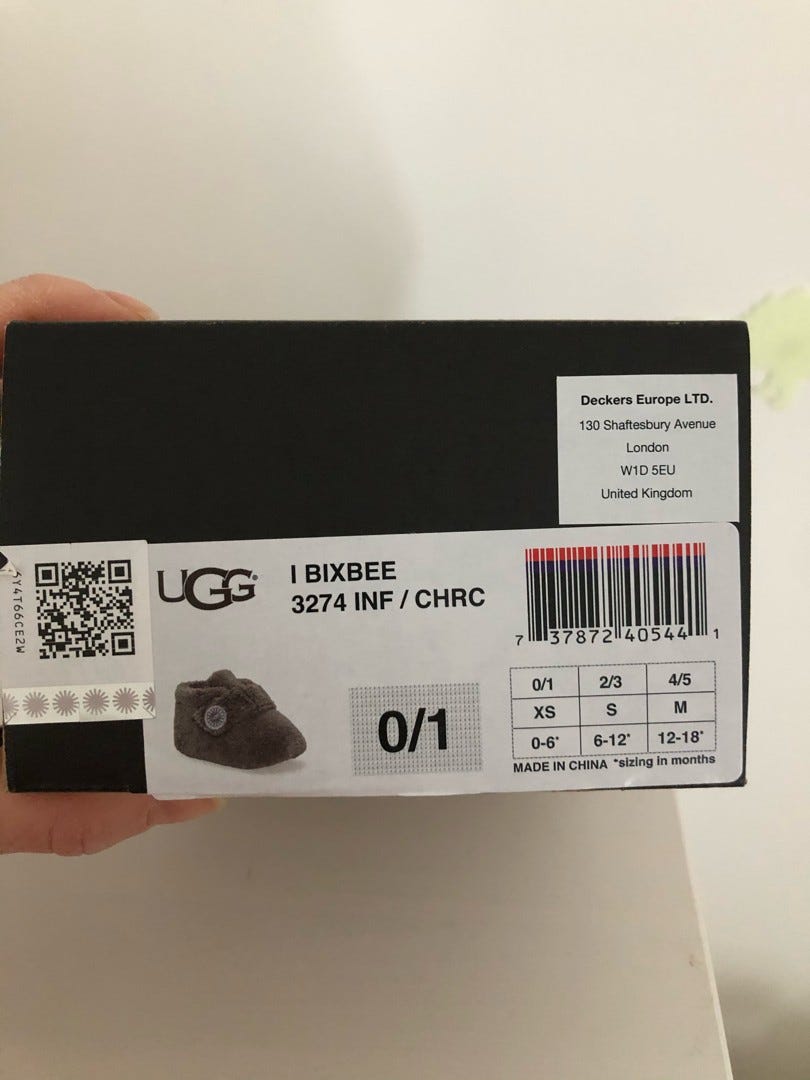 Deckers Europe LTD.
130 Shaftesbury Avenue
London
W1D 5EU
United Kingdom
UGG®
I BIXBEE
3274 INF / CHRC
7 37872 40544 1
0/1
0/1 2/3 4/5
XS S M
0-6* 6-12* 12-18*
MADE IN CHINA *sizing in months